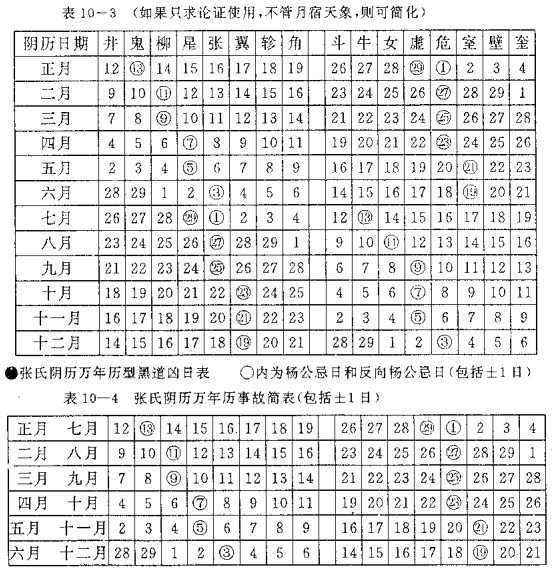 表 10—3 (如果只求论证使用,不管月宿天象,则可简化)
阴历日期 井 鬼 柳 星 张 翼 轸 角 斗 牛 女 虚 危 室 壁 奎
正月 12 ⑬ 14 15 16 17 18 19 26 27 28 ㉙ ① 2 3 4
二月 9 10 ⑪ 12 13 14 15 16 23 24 25 26 ㉗ 28 29 1
三月 7 8 ⑨ 10 11 12 13 14 21 22 23 24 ㉕ 26 27 28
四月 4 5 6 ⑦ 8 9 10 11 19 20 21 22 ㉓ 24 25 26
五月 2 3 4 ⑤ 6 7 8 9 16 17 18 19 20 ㉑ 22 23
六月 28 29 1 2 ③ 4 5 6 14 15 16 17 18 ⑲ 20 21
七月 26 27 28 ㉙ ① 2 3 4 12 ⑬ 14 15 16 17 18 19
八月 23 24 25 26 ㉗ 28 29 1 9 10 ⑪ 12 13 14 15 16
九月 21 22 23 24 ㉕ 26 27 28 6 7 8 ⑨ 10 11 12 13
十月 18 19 20 21 22 ㉓ 24 25 4 5 6 ⑦ 8 9 10 11
十一月 16 17 18 19 20 ㉑ 22 23 2 3 4 ⑤ 6 7 8 9
十二月 14 15 16 17 18 ⑲ 20 21 28 29 1 2 ③ 4 5 6
●张氏阴历万年历型黑道凶日表 ○内为杨公忌日和反向杨公忌日(包括±1日)
表 10—4 张氏阴历万年历事故简表(包括±1日)
正月 七月 12 ⑬ 14 15 16 17 18 19 26 27 28 ㉙ ① 2 3 4
二月 八月 9 10 ⑪ 12 13 14 15 16 23 24 25 26 ㉗ 28 29 1
三月 九月 7 8 ⑨ 10 11 12 13 14 21 22 23 24 ㉕ 26 27 28
四月 十月 4 5 6 ⑦ 8 9 10 11 19 20 21 22 ㉓ 24 25 26
五月 十一月 2 3 4 ⑤ 6 7 8 9 16 17 18 19 20 ㉑ 22 23
六月 十二月 28 29 1 2 ③ 4 5 6 14 15 16 17 18 ⑲ 20 21